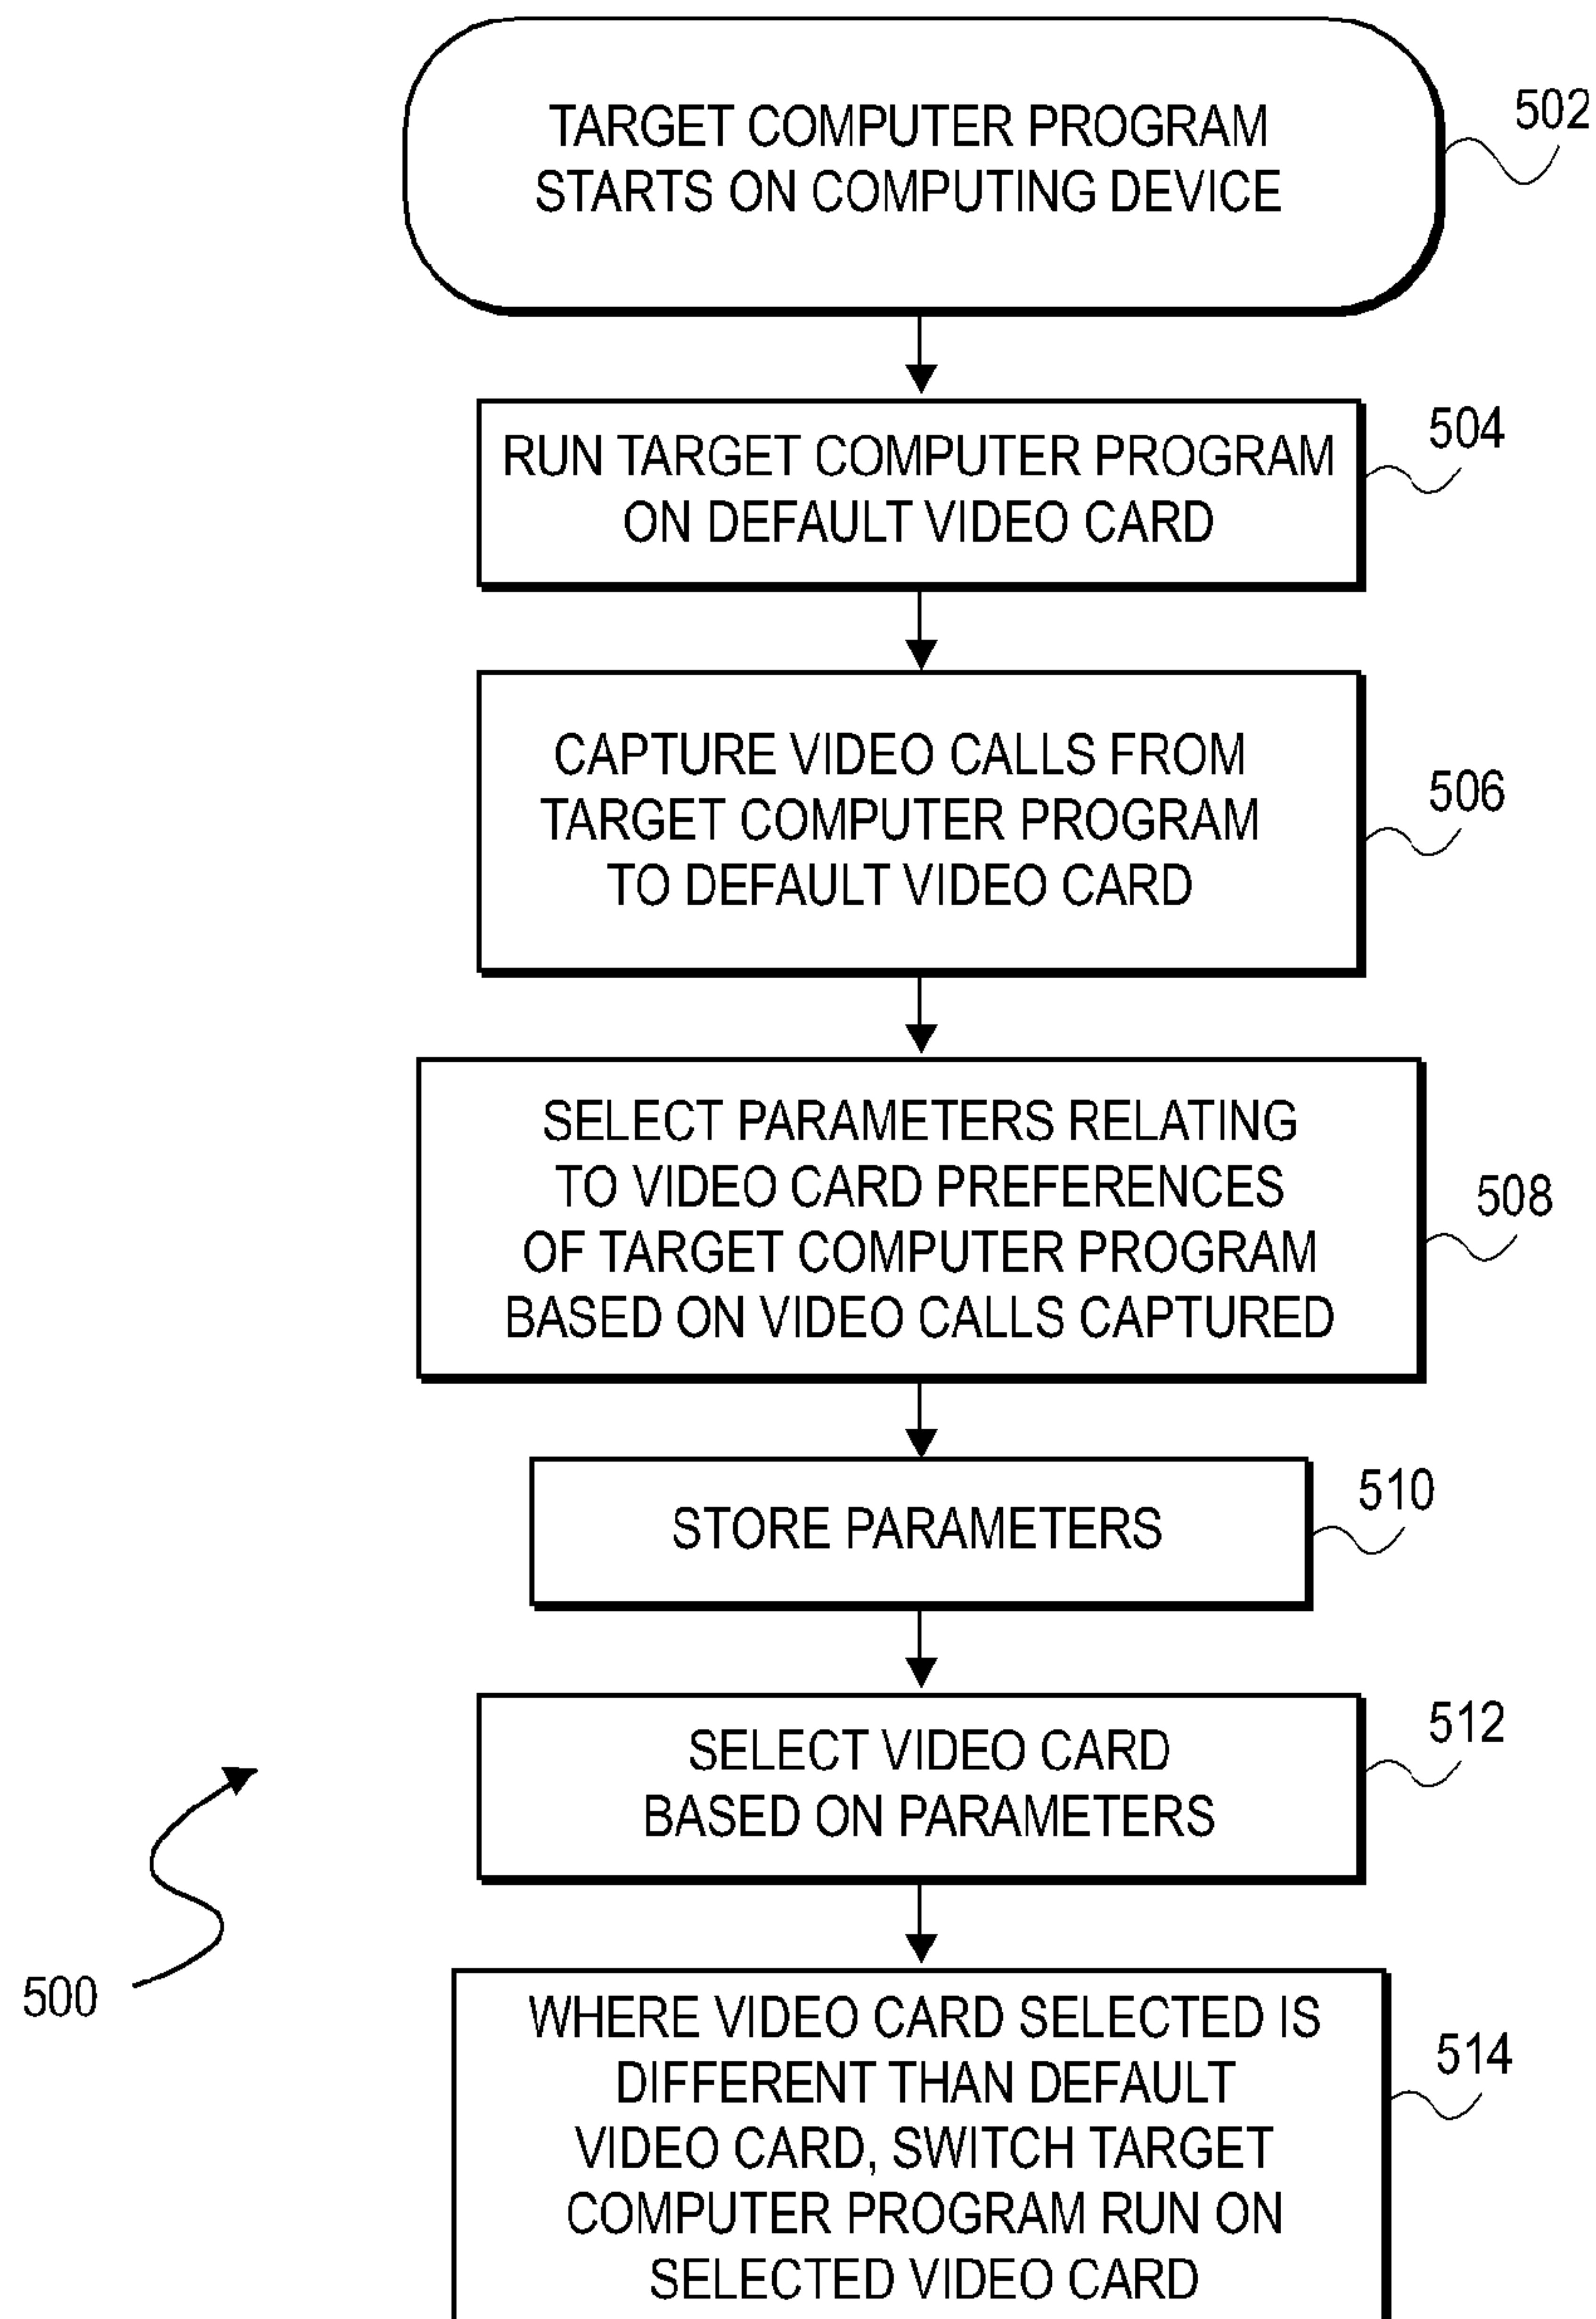 TARGET COMPUTER PROGRAM
STARTS ON COMPUTING DEVICE
502
RUN TARGET COMPUTER PROGRAM
ON DEFAULT VIDEO CARD
504
CAPTURE VIDEO CALLS FROM
TARGET COMPUTER PROGRAM
TO DEFAULT VIDEO CARD
506
SELECT PARAMETERS RELATING
TO VIDEO CARD PREFERENCES
OF TARGET COMPUTER PROGRAM
BASED ON VIDEO CALLS CAPTURED
508
STORE PARAMETERS
510
SELECT VIDEO CARD
BASED ON PARAMETERS
512
500
WHERE VIDEO CARD SELECTED IS
DIFFERENT THAN DEFAULT
VIDEO CARD, SWITCH TARGET
COMPUTER PROGRAM RUN ON
SELECTED VIDEO CARD
514